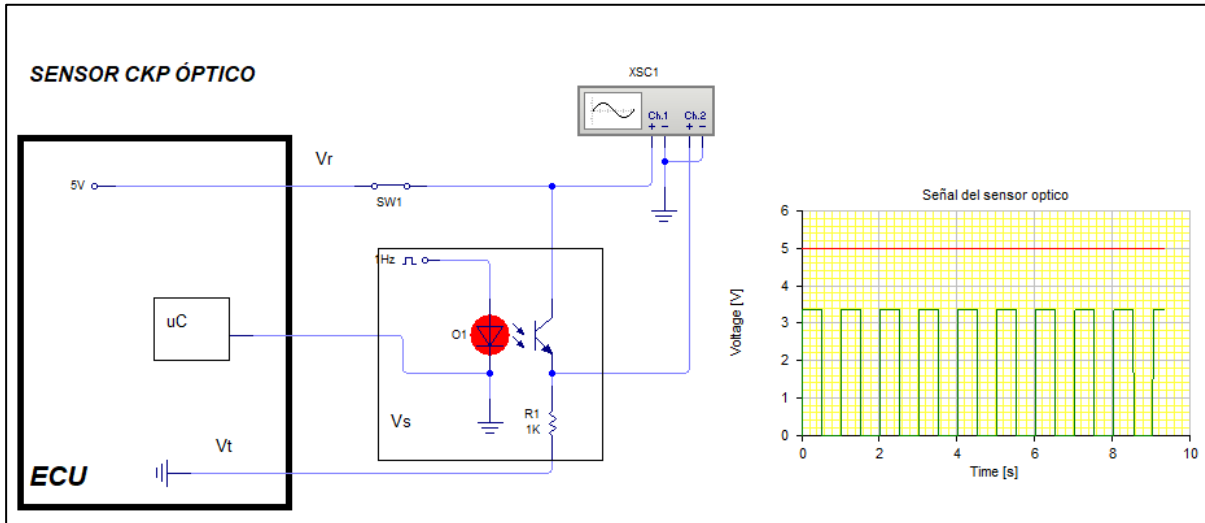 SENSOR CKP ÓPTICO
XSC1
Ch.1 Ch.2
+ − + −
Vr
5V
SW1
1Hz
uC
O1
R1
1K
Vs
Vt
ECU
Señal del sensor optico
Voltage [V]
6
5
4
3
2
1
0
0 2 4 6 8 10
Time [s]